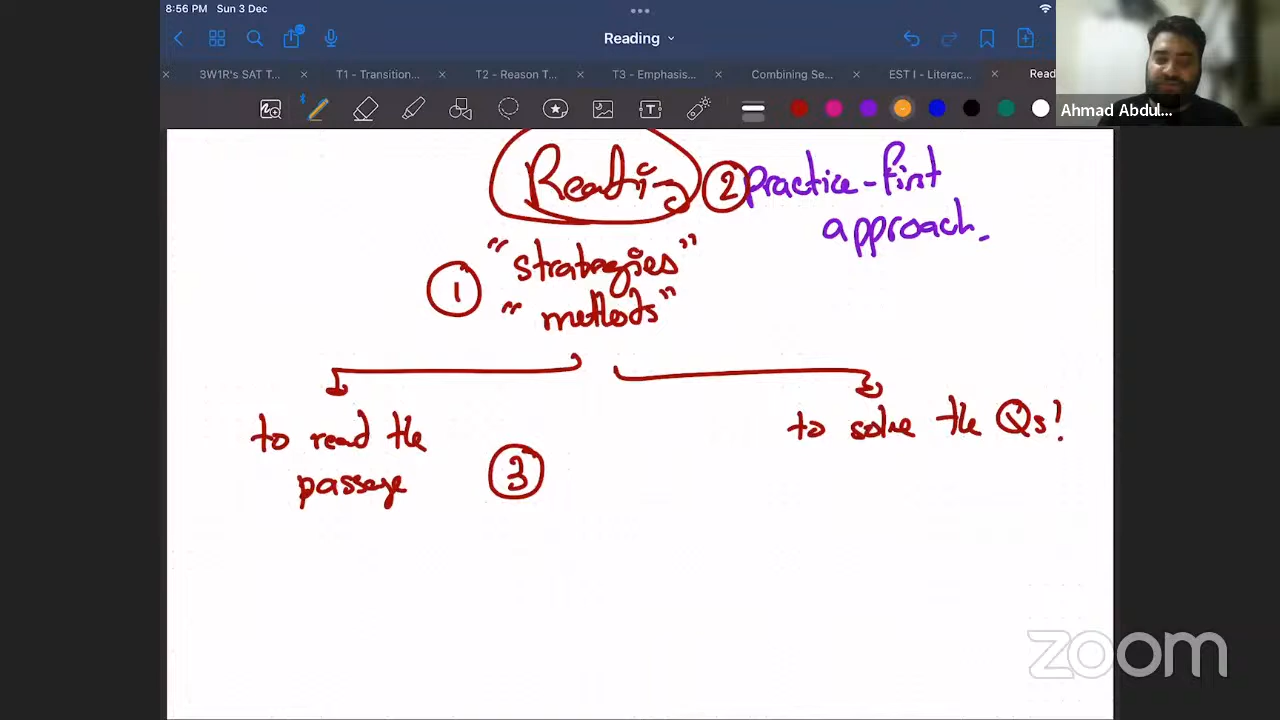 8:56 PM Sun 3 Dec
Reading
3W1R's SAT T...
T1 - Transition...
T2 - Reason T...
T3 - Emphasis...
Combining Se...
EST I - Literac...
Read
Ahmad Abdul...
Reading
2 practice-first
approach.
1 "strategies"
"methods"
to read the
passage
to solve the Qs!
3
zoom